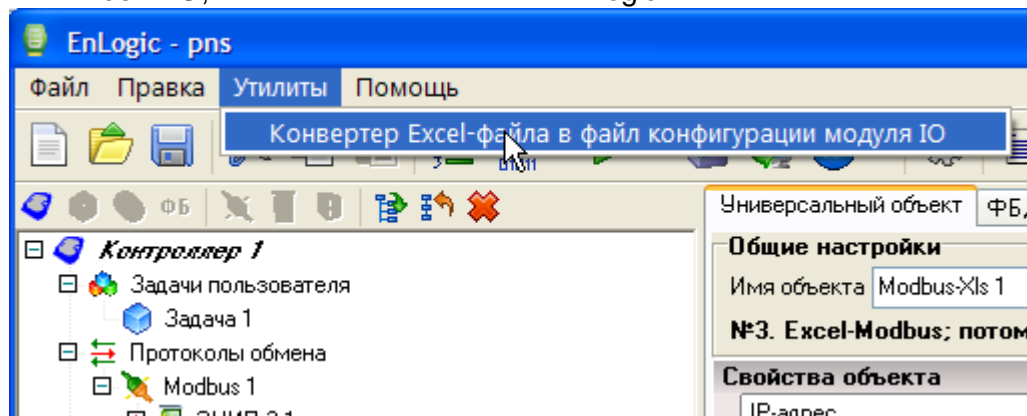 EnLogic - pns
Файл Правка Утилиты Помощь
Конвертер Excel-файла в файл конфигурации модуля IO
ФБ
Универсальный объект ФБ,
Контроллер 1
Общие настройки
Задачи пользователя
Имя объекта Modbus-Xls 1
Задача 1
№3. Excel-Modbus; потом
Протоколы обмена
Свойства объекта
Modbus 1
IP-адрес